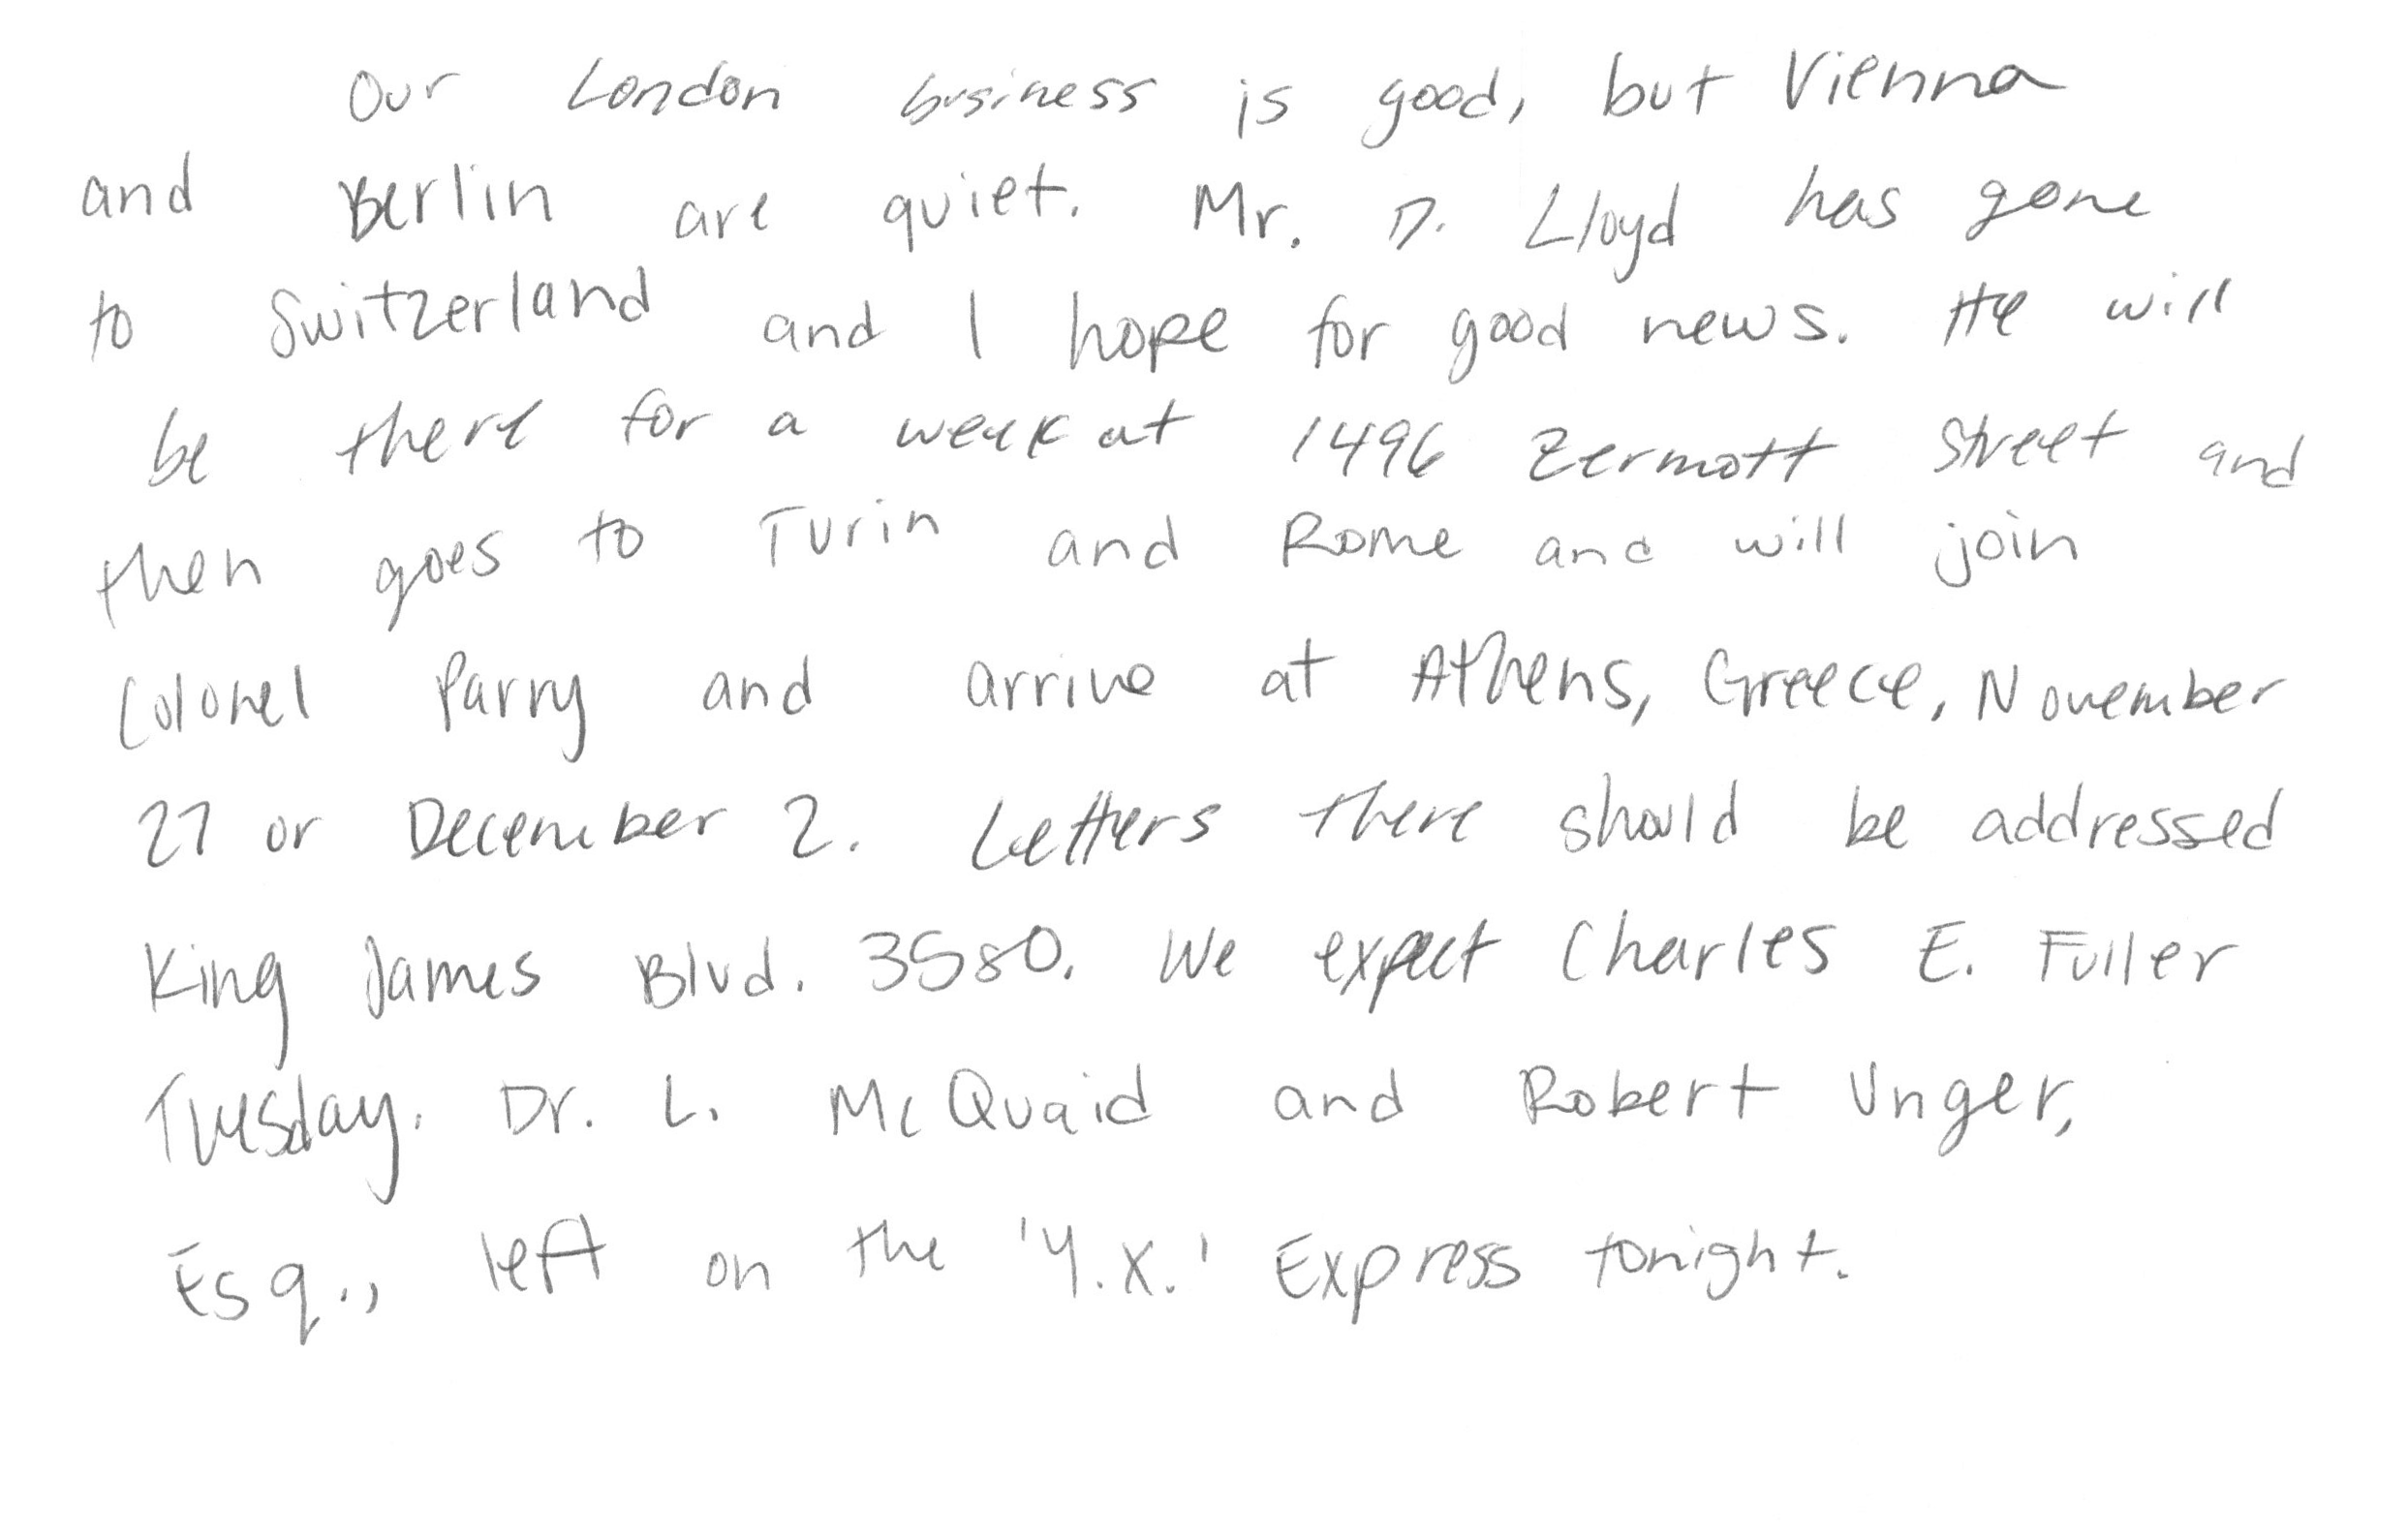 Our London business is good, but Vienna
and Berlin are quiet. Mr. D. Lloyd has gone
to Switzerland and I hope for good news. He will
be there for a week at 1496 Zermott street and
then goes to Turin and Rome and will join
Colonel Parry and arrive at Athens, Greece, November
27 or December 2. Letters there should be addressed
King James Blvd. 3580. We expect Charles E. Fuller
Tuesday. Dr. L. McQuaid and Robert Unger,
Esq., left on the 'Y.X.' Express tonight.